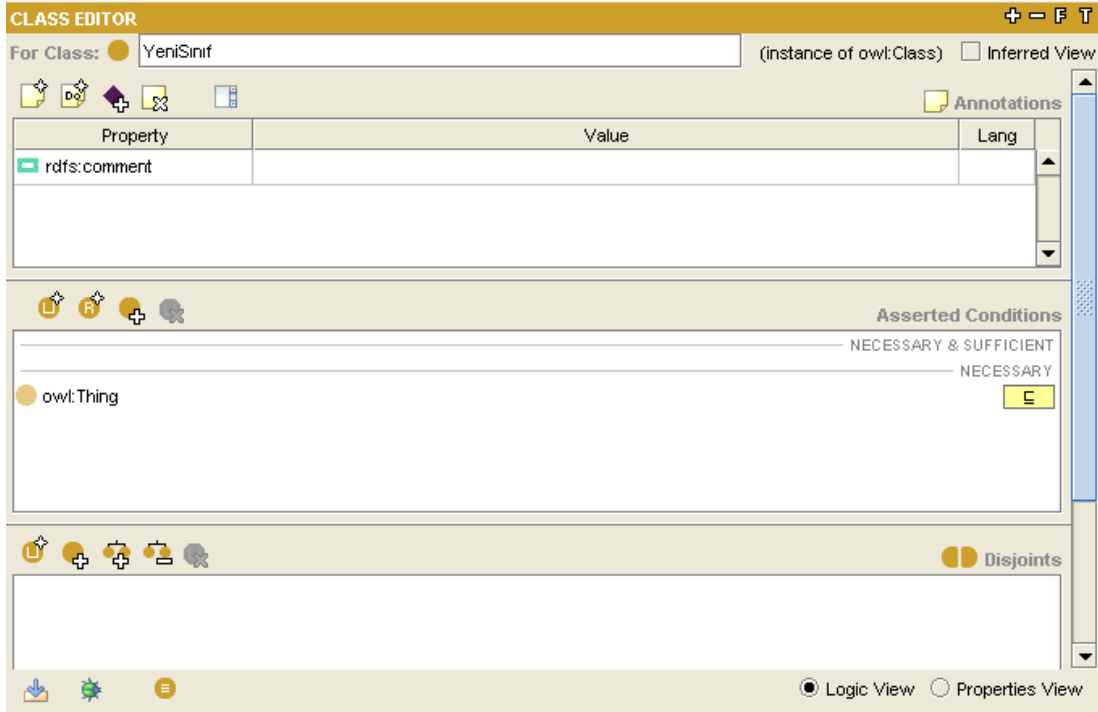 CLASS EDITOR + − F T
For Class: YeniSınıf (instance of owl:Class) Inferred View
Annotations
Property Value Lang
rdfs:comment
Asserted Conditions
NECESSARY & SUFFICIENT
NECESSARY
owl:Thing ⊑
Disjoints
Logic View Properties View